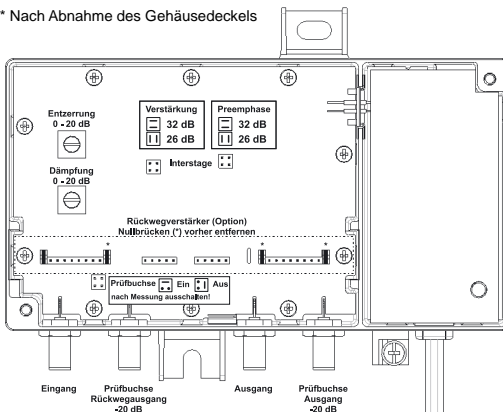 * Nach Abnahme des Gehäusedeckels
Entzerrung
0 - 20 dB
Verstärkung
32 dB
26 dB
Preemphase
32 dB
26 dB
Interstage
Dämpfung
0 - 20 dB
Rückwegverstärker (Option)
Nullbrücken (*) vorher entfernen
*
*
Prüfbuchse Ein Aus
nach Messung ausschalten!
Eingang
Prüfbuchse
Rückwegausgang
-20 dB
Ausgang
Prüfbuchse
Ausgang
-20 dB